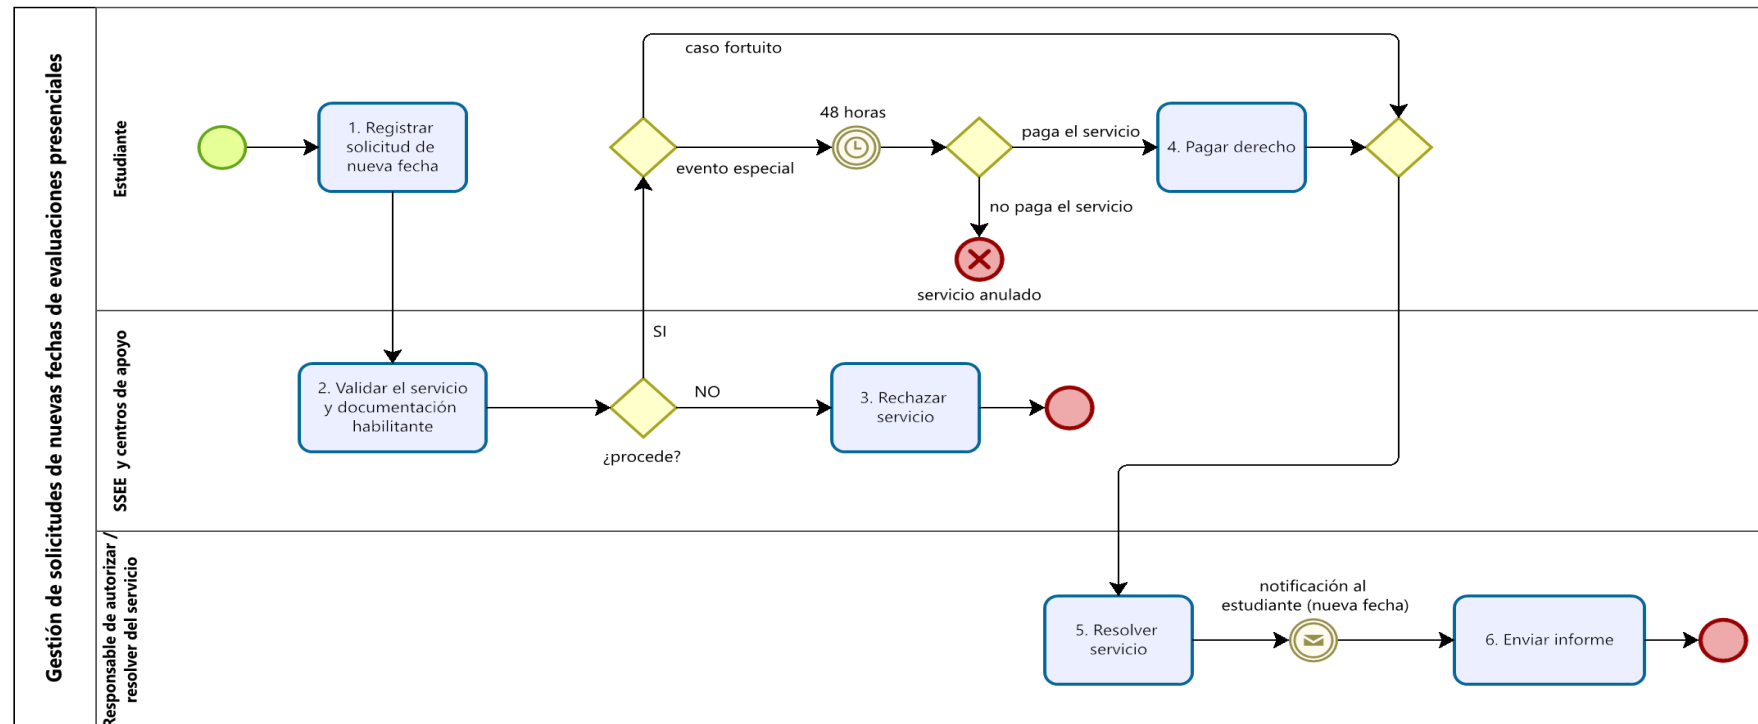 Gestión de solicitudes de nuevas fechas de evaluaciones presenciales
Estudiante
1. Registrar
solicitud de
nueva fecha
caso fortuito
evento especial
48 horas
paga el servicio
4. Pagar derecho
no paga el servicio
servicio anulado
SSEE y centros de apoyo
2. Validar el servicio
y documentación
habilitante
SI
NO
¿procede?
3. Rechazar
servicio
Responsable de autorizar /
resolver del servicio
5. Resolver
servicio
notificación al
estudiante (nueva fecha)
6. Enviar informe